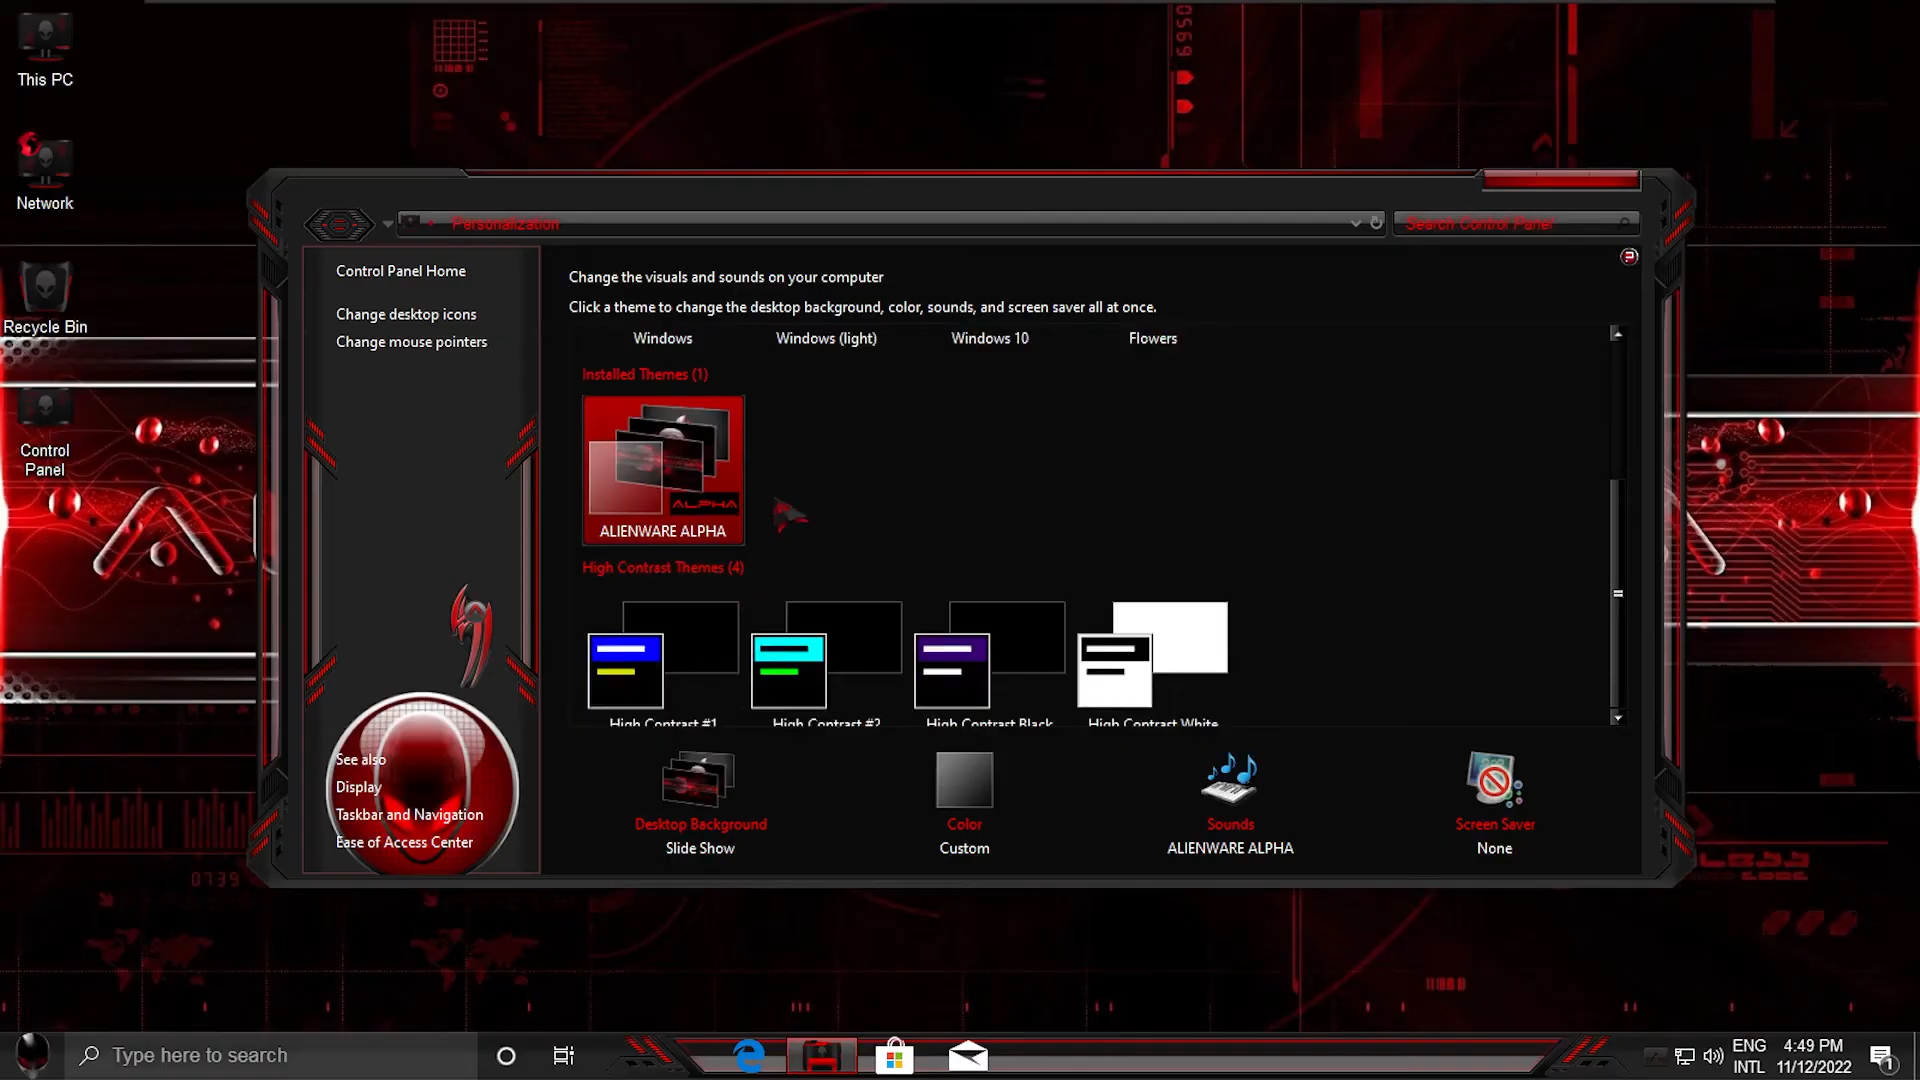 This PC
Network
Recycle Bin
Control
Panel
6950
Personalization
Search Control Panel
Control Panel Home
Change desktop icons
Change mouse pointers
See also
Display
Taskbar and Navigation
Ease of Access Center
Change the visuals and sounds on your computer
Click a theme to change the desktop background, color, sounds, and screen saver all at once.
Windows
Windows (light)
Windows 10
Flowers
Installed Themes (1)
ALPHA
ALIENWARE ALPHA
High Contrast Themes (4)
High Contrast #1
High Contrast #2
High Contrast Black
High Contrast White
Desktop Background
Slide Show
Color
Custom
Sounds
ALIENWARE ALPHA
Screen Saver
None
0739
Type here to search
ENG
INTL
4:49 PM
11/12/2022
1